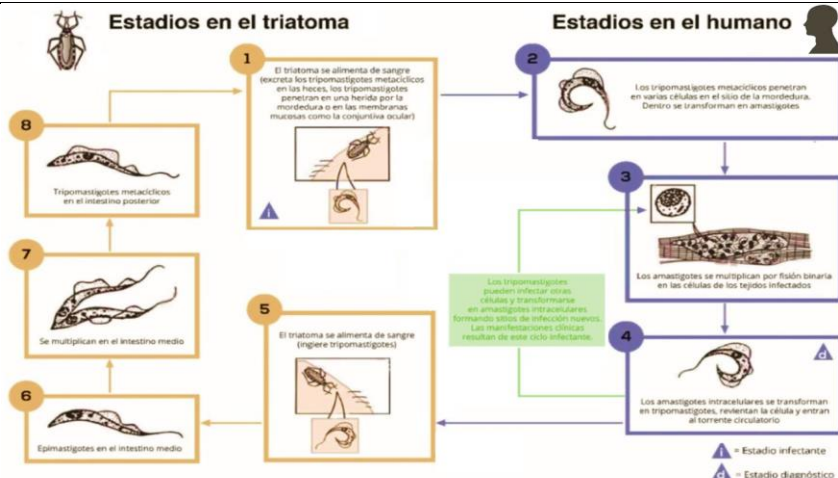 Estadios en el triatoma
Estadios en el humano
1
El triatoma se alimenta de sangre
(excreta los tripomastigotes metacíclicos
en las heces, los tripomastigotes
penetran en una herida por la
mordedura o en las membranas
mucosas como la conjuntiva ocular)
i
2
Los tripomastigotes metacíclicos penetran
en varias células en el sitio de la mordedura.
Dentro se transforman en amastigotes
3
Los amastigotes se multiplican por fisión binaria
en las células de los tejidos infectados
Los tripomastigotes
pueden infectar otras
células y transformarse
en amastigotes intracelulares
formando sitios de infección nuevos.
Las manifestaciones clínicas
resultan de este ciclo infectante.
4
d
Los amastigotes intracelulares se transforman
en tripomastigotes, revientan la célula y entran
al torrente circulatorio
5
El triatoma se alimenta de sangre
(ingiere tripomastigotes)
6
Epimastigotes en el intestino medio
7
Se multiplican en el intestino medio
8
Tripomastigotes metacíclicos
en el intestino posterior
i = Estadio infectante
d = Estadio diagnóstico